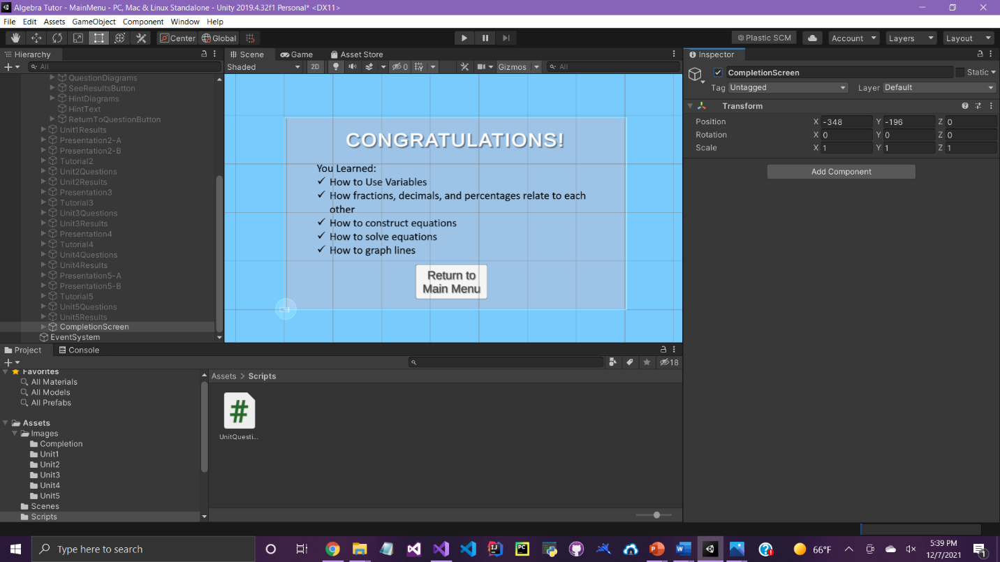 Algebra Tutor - MainMenu - PC, Mac & Linux Standalone - Unity 2019.4.32f1 Personal* <DX11>
File Edit Assets GameObject Component Window Help
Center Global Plastic SCM Account Layers Layout
Hierarchy
All
QuestionDiagrams
SeeResultsButton
HintDiagrams
HintText
ReturnToQuestionButton
Unit1Results
Presentation2-A
Presentation2-B
Tutorial2
Unit2Questions
Unit2Results
Presentation3
Tutorial3
Unit3Questions
Unit3Results
Presentation4
Tutorial4
Unit4Questions
Unit4Results
Presentation5-A
Presentation5-B
Tutorial5
Unit5Questions
Unit5Results
CompletionScreen
EventSystem
Scene Game Asset Store
Shaded 2D 0 Gizmos All
CONGRATULATIONS!
You Learned:
✓ How to Use Variables
✓ How fractions, decimals, and percentages relate to each
other
✓ How to construct equations
✓ How to solve equations
✓ How to graph lines
Return to
Main Menu
Inspector
CompletionScreen Static
Tag Untagged Layer Default
Transform
Position X -348 Y -196 Z 0
Rotation X 0 Y 0 Z 0
Scale X 1 Y 1 Z 1
Add Component
Project Console
18
Favorites
All Materials
All Models
All Prefabs
Assets
Images
Completion
Unit1
Unit2
Unit3
Unit4
Unit5
Scenes
Scripts
Assets > Scripts
#
UnitQuesti...
Type here to search
PC
66°F
5:39 PM
12/7/2021
1